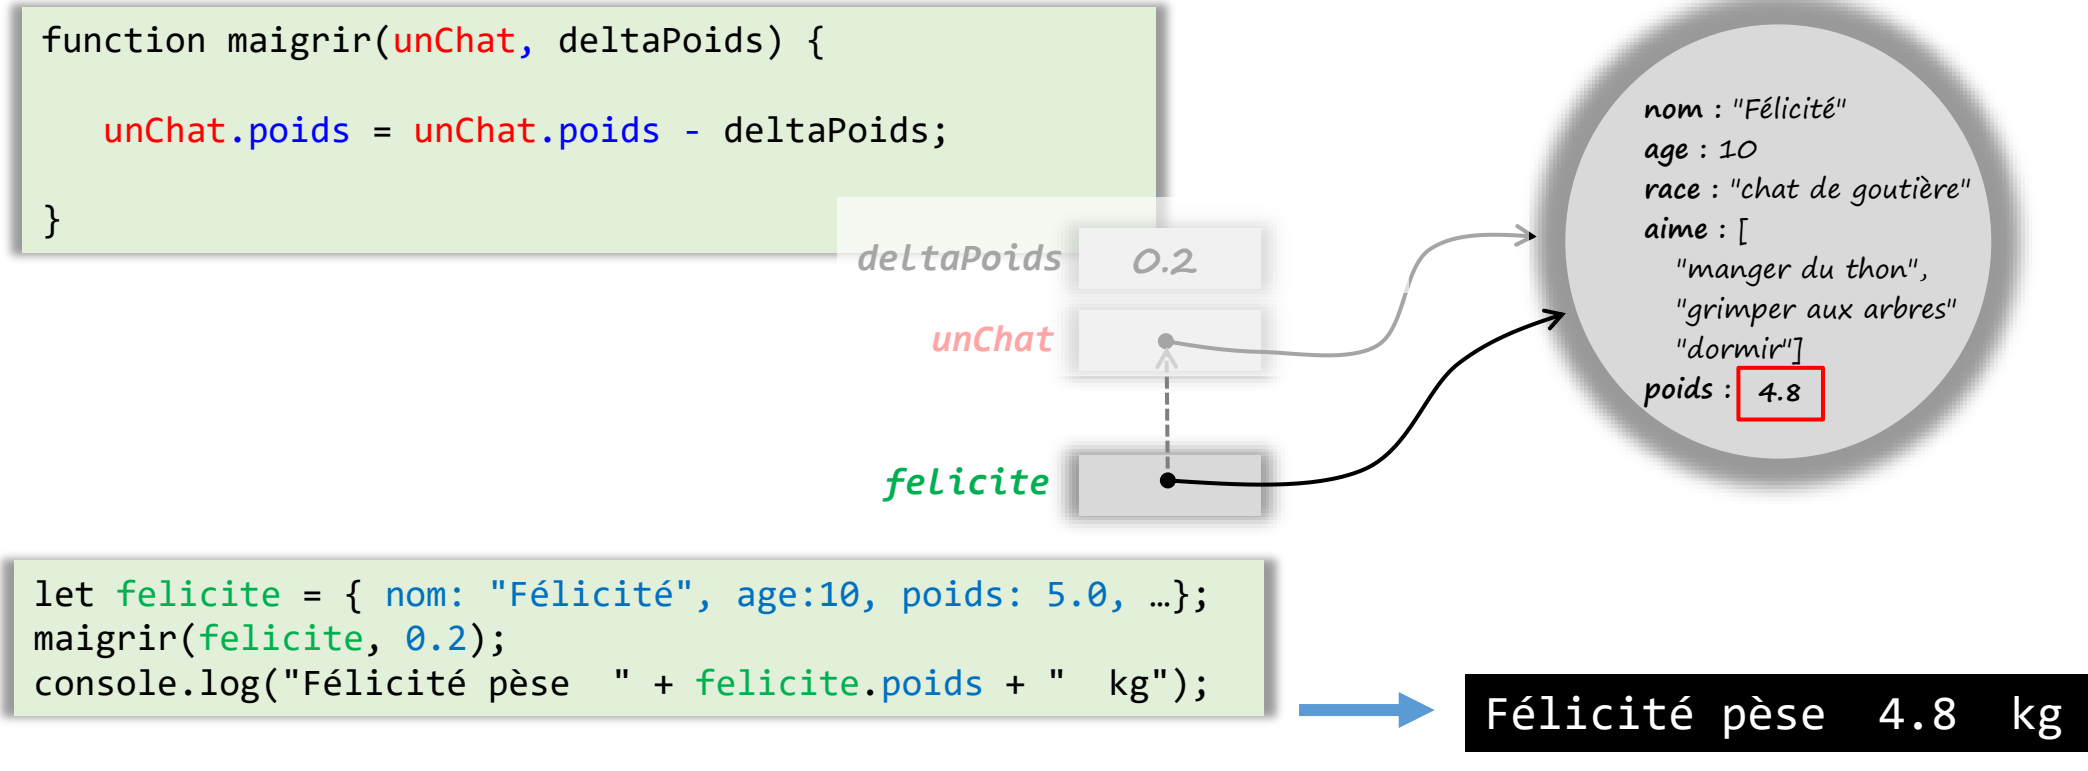 function maigrir(unChat, deltaPoids) {
unChat.poids = unChat.poids - deltaPoids;
}
deltaPoids 0.2
unChat
felicite
nom : "Félicité"
age : 10
race : "chat de goutière"
aime : [
"manger du thon",
"grimper aux arbres"
"dormir"]
poids : 4.8
let felicite = { nom: "Félicité", age:10, poids: 5.0, …};
maigrir(felicite, 0.2);
console.log("Félicité pèse  " + felicite.poids + "  kg");
Félicité pèse  4.8  kg